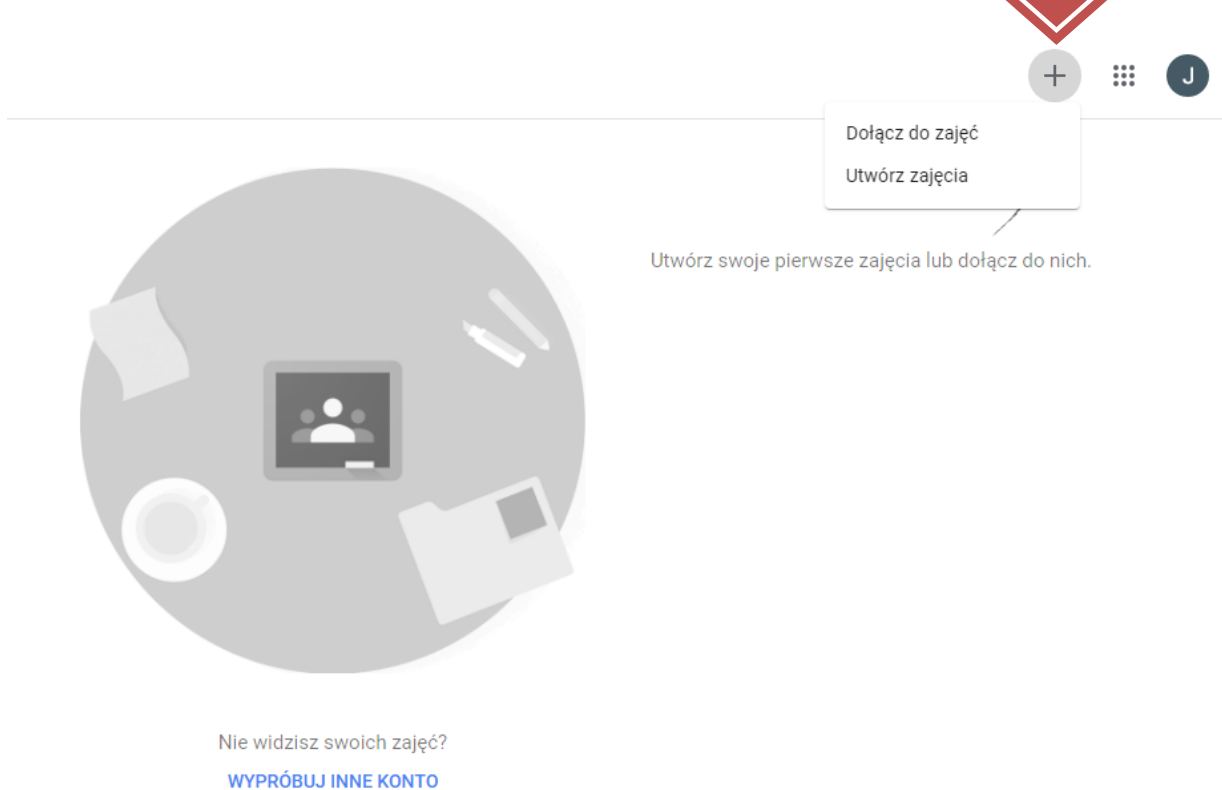 J
Dołącz do zajęć
Utwórz zajęcia
Utwórz swoje pierwsze zajęcia lub dołącz do nich.
Nie widzisz swoich zajęć?
WYPRÓBUJ INNE KONTO